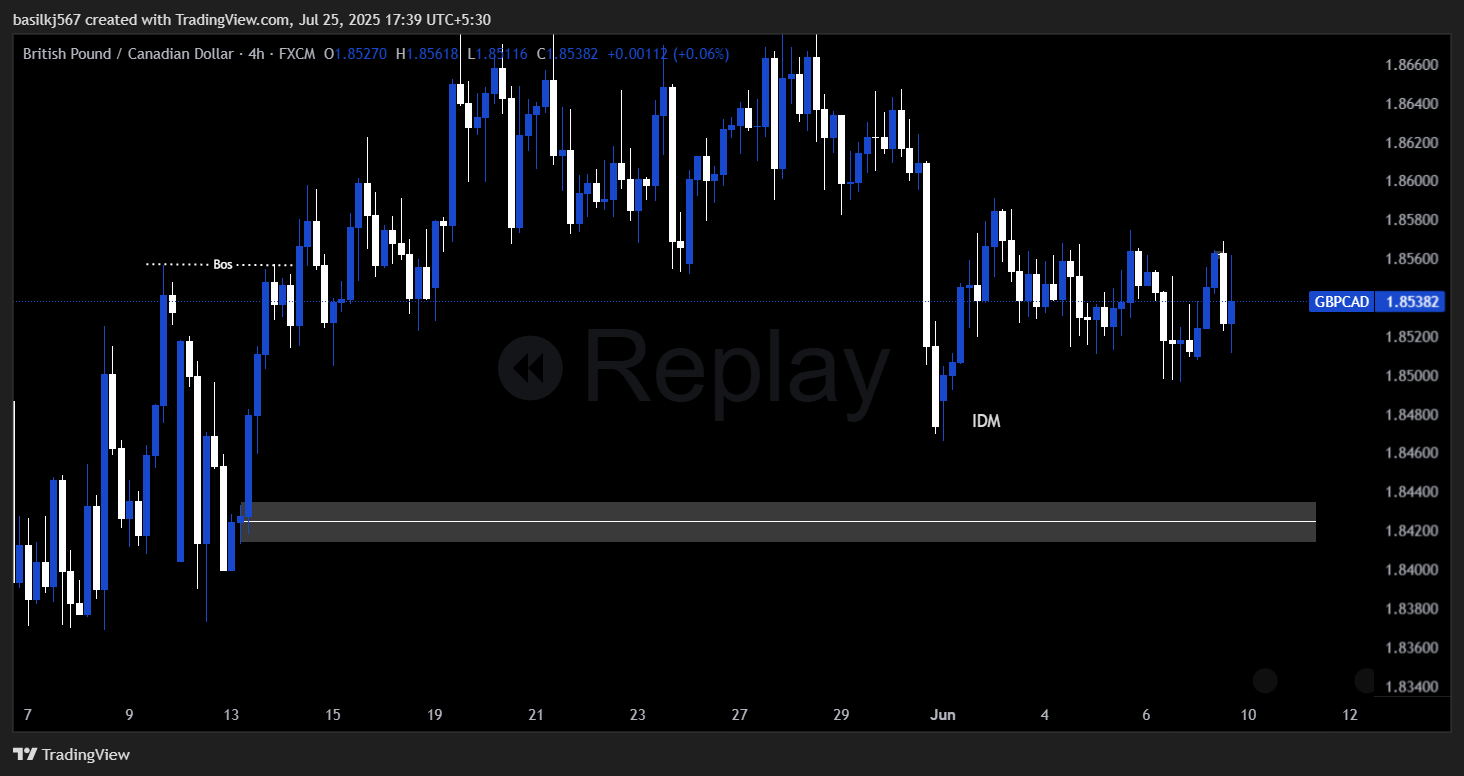 basilkj567 created with TradingView.com, Jul 25, 2025 17:39 UTC+5:30
British Pound / Canadian Dollar · 4h · FXCM O1.85270 H1.85618 L1.85116 C1.85382 +0.00112 (+0.06%)
1.86600
1.86400
1.86200
1.86000
1.85800
Bos
1.85600
GBPCAD 1.85382
1.85200
Replay
1.85000
IDM
1.84800
1.84600
1.84400
1.84200
1.84000
1.83800
1.83600
1.83400
7 9 13 15 19 21 23 27 29 Jun 4 6 10 12
TradingView